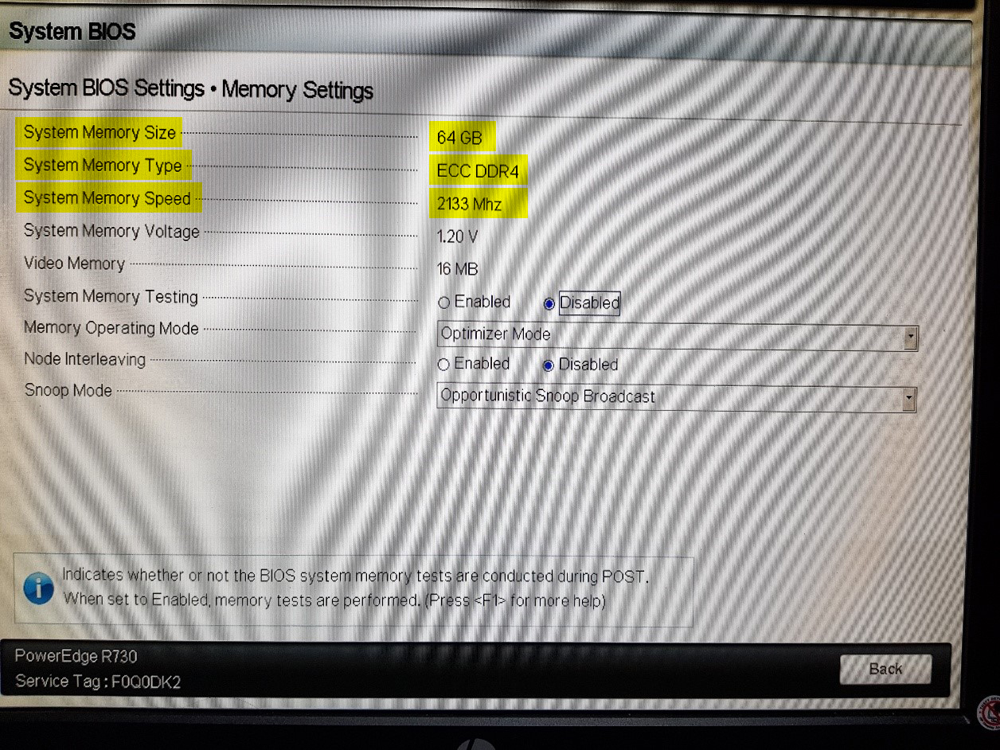 System BIOS
System BIOS Settings • Memory Settings
System Memory Size 64 GB
System Memory Type ECC DDR4
System Memory Speed 2133 Mhz
System Memory Voltage 1.20 V
Video Memory 16 MB
System Memory Testing Enabled Disabled
Memory Operating Mode Optimizer Mode
Node Interleaving Enabled Disabled
Snoop Mode Opportunistic Snoop Broadcast
Indicates whether or not the BIOS system memory tests are conducted during POST.
When set to Enabled, memory tests are performed. (Press <F1> for more help)
PowerEdge R730
Service Tag : F0Q0DK2
Back